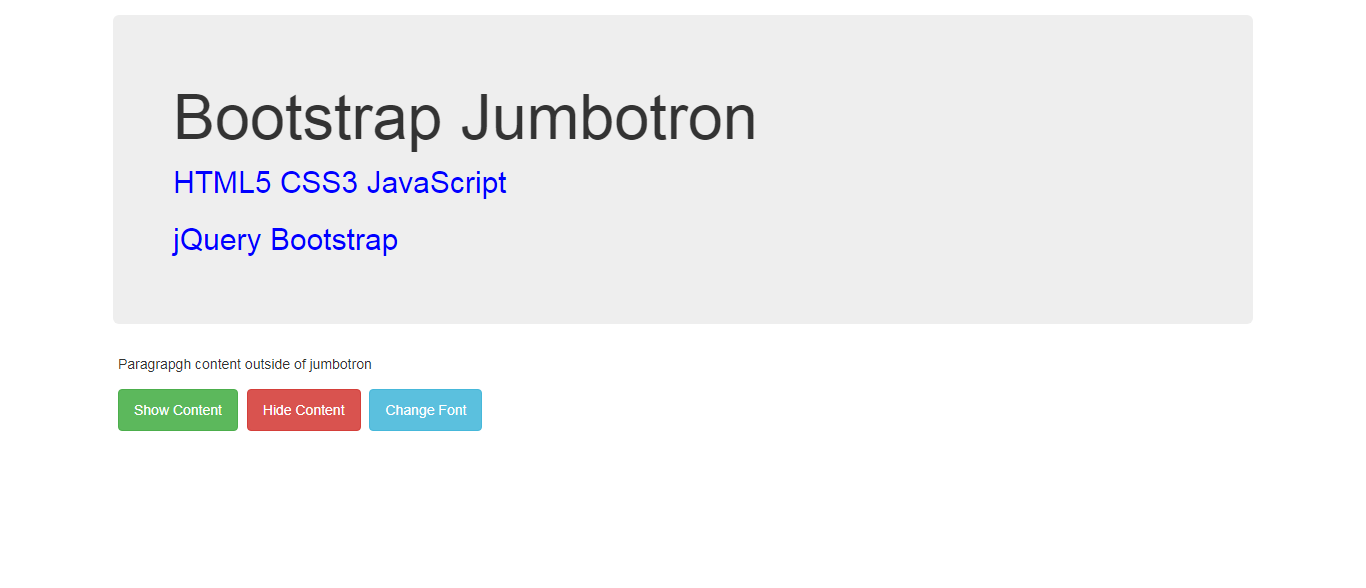 Bootstrap Jumbotron
HTML5 CSS3 JavaScript
jQuery Bootstrap
Paragrapgh content outside of jumbotron
Show Content Hide Content Change Font